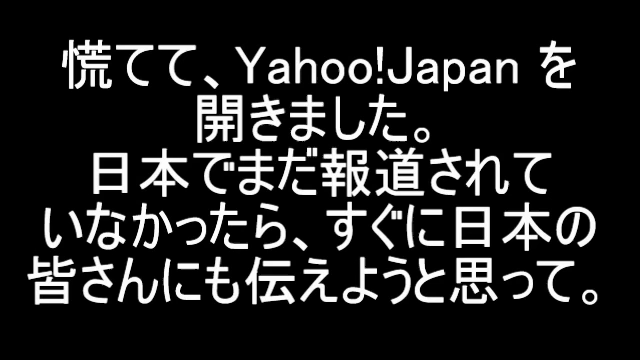 慌てて、Yahoo!Japan を
開きました。
日本でまだ報道されて
いなかったら、すぐに日本の
皆さんにも伝えようと思って。